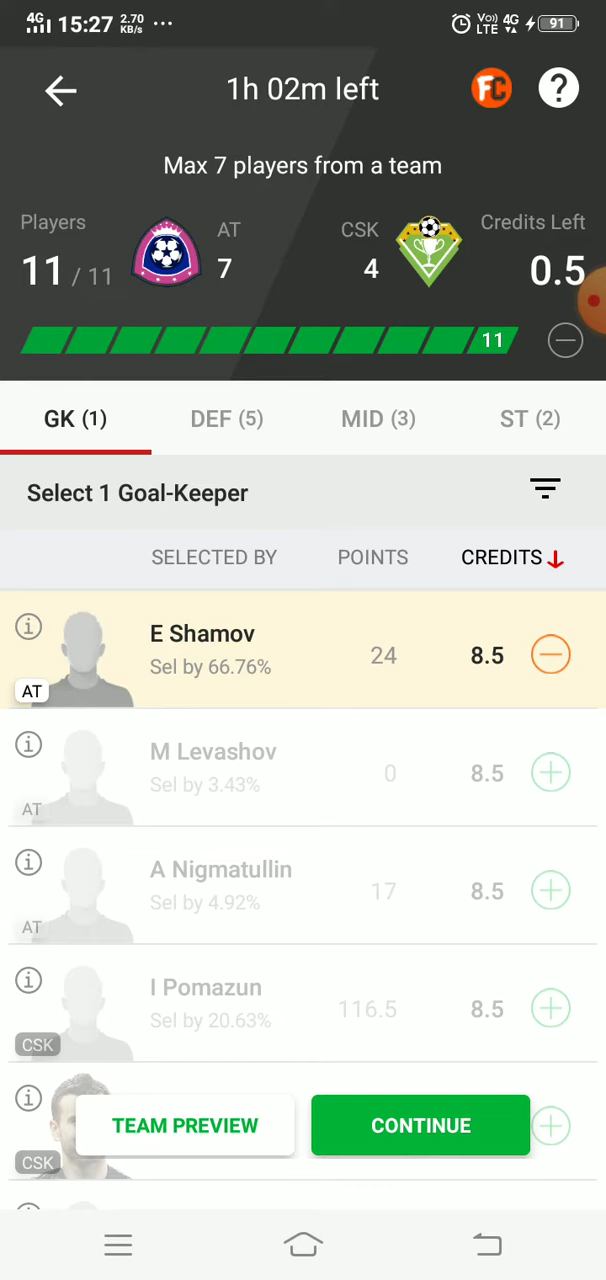 4G 15:27 2.70 KB/s ... Vo) LTE 4G 91
1h 02m left FC ?
Max 7 players from a team
Players AT CSK Credits Left
11 / 11 7 4 0.5
11
GK (1) DEF (5) MID (3) ST (2)
Select 1 Goal-Keeper
SELECTED BY POINTS CREDITS
E Shamov
Sel by 66.76% 24 8.5
AT
M Levashov
Sel by 3.43% 0 8.5
AT
A Nigmatullin
Sel by 4.92% 17 8.5
AT
I Pomazun
Sel by 20.63% 116.5 8.5
CSK
TEAM PREVIEW CONTINUE
CSK